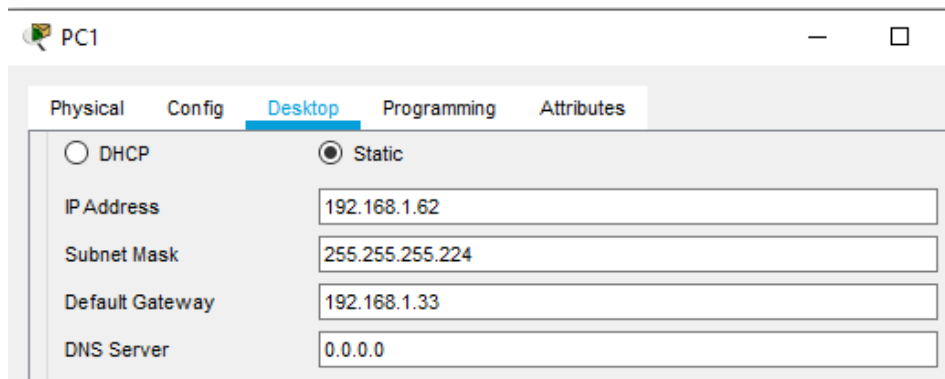 PC1
Physical Config Desktop Programming Attributes
DHCP Static
IP Address 192.168.1.62
Subnet Mask 255.255.255.224
Default Gateway 192.168.1.33
DNS Server 0.0.0.0